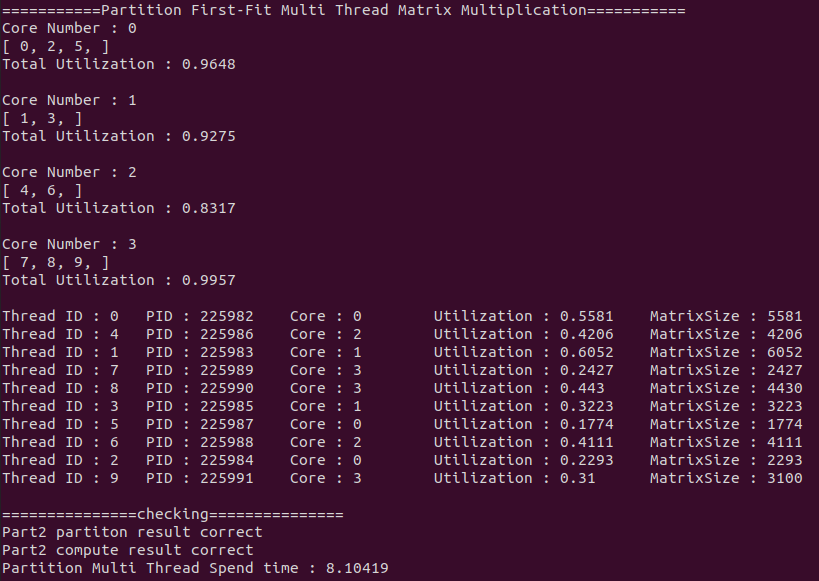 ===========Partition First-Fit Multi Thread Matrix Multiplication===========
Core Number : 0
[ 0, 2, 5, ]
Total Utilization : 0.9648
Core Number : 1
[ 1, 3, ]
Total Utilization : 0.9275
Core Number : 2
[ 4, 6, ]
Total Utilization : 0.8317
Core Number : 3
[ 7, 8, 9, ]
Total Utilization : 0.9957
Thread ID : 0   PID : 225982    Core : 0        Utilization : 0.5581    MatrixSize : 5581
Thread ID : 4   PID : 225986    Core : 2        Utilization : 0.4206    MatrixSize : 4206
Thread ID : 1   PID : 225983    Core : 1        Utilization : 0.6052    MatrixSize : 6052
Thread ID : 7   PID : 225989    Core : 3        Utilization : 0.2427    MatrixSize : 2427
Thread ID : 8   PID : 225990    Core : 3        Utilization : 0.443     MatrixSize : 4430
Thread ID : 3   PID : 225985    Core : 1        Utilization : 0.3223    MatrixSize : 3223
Thread ID : 5   PID : 225987    Core : 0        Utilization : 0.1774    MatrixSize : 1774
Thread ID : 6   PID : 225988    Core : 2        Utilization : 0.4111    MatrixSize : 4111
Thread ID : 2   PID : 225984    Core : 0        Utilization : 0.2293    MatrixSize : 2293
Thread ID : 9   PID : 225991    Core : 3        Utilization : 0.31      MatrixSize : 3100
===============checking===============
Part2 partiton result correct
Part2 compute result correct
Partition Multi Thread Spend time : 8.10419